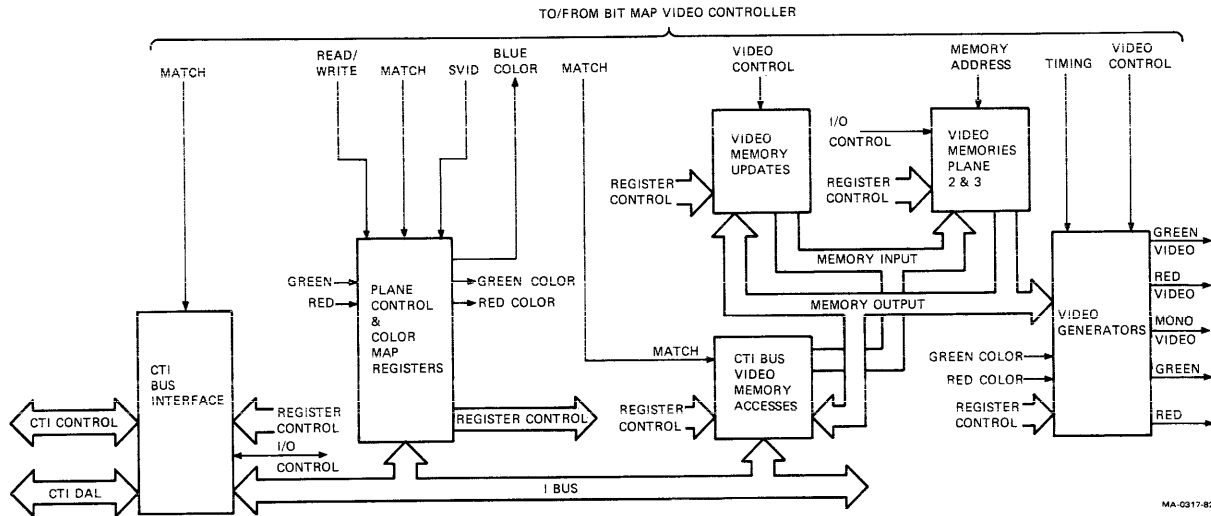 TO/FROM BIT MAP VIDEO CONTROLLER
MATCH
READ/
WRITE
MATCH
SVID
BLUE
COLOR
MATCH
VIDEO
CONTROL
MEMORY
ADDRESS
TIMING
VIDEO
CONTROL
I/O
CONTROL
VIDEO
MEMORY
UPDATES
VIDEO
MEMORIES
PLANE
2 & 3
REGISTER
CONTROL
REGISTER
CONTROL
MEMORY INPUT
MEMORY OUTPUT
GREEN
RED
PLANE
CONTROL
&
COLOR
MAP
REGISTERS
GREEN COLOR
RED COLOR
CTI
BUS
INTERFACE
CTI CONTROL
CTI DAL
REGISTER
CONTROL
I/O
CONTROL
REGISTER CONTROL
I BUS
MATCH
CTI BUS
VIDEO
MEMORY
ACCESSES
REGISTER
CONTROL
VIDEO
GENERATORS
GREEN COLOR
RED COLOR
REGISTER
CONTROL
GREEN
VIDEO
RED
VIDEO
MONO
VIDEO
GREEN
RED
MA-0317-82